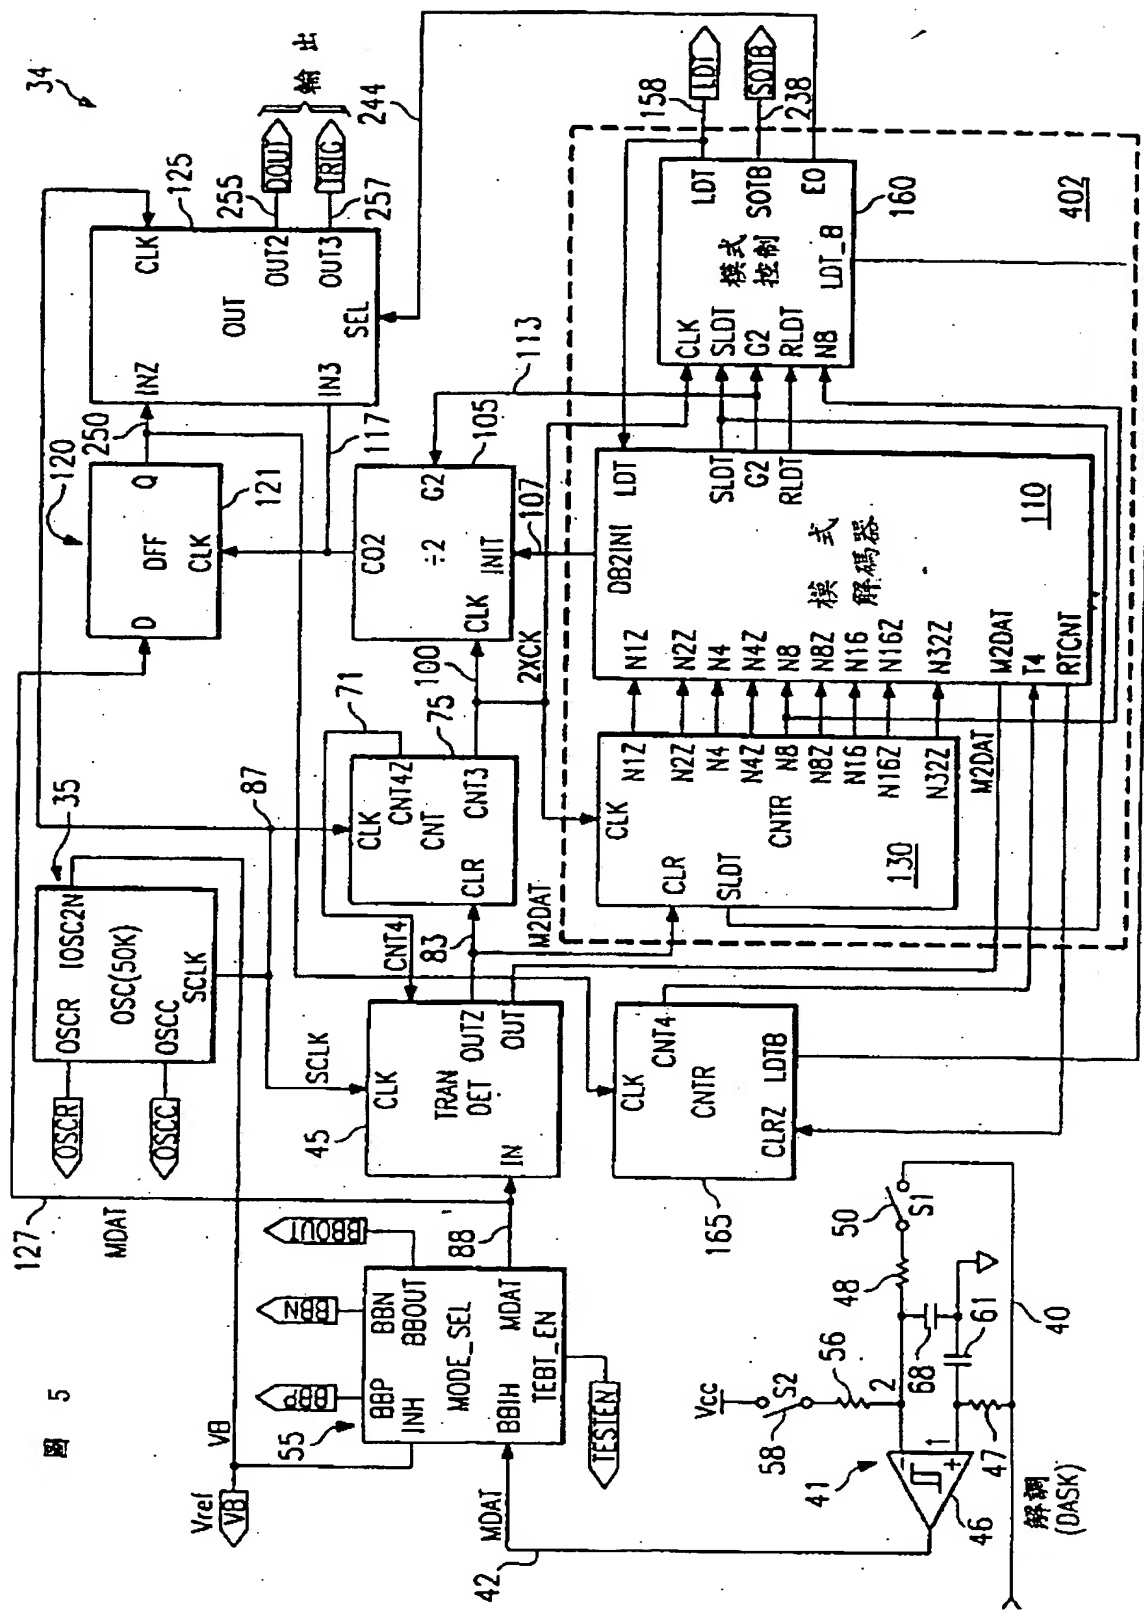 圖 5
34
輸出
127
MDAT
OSCR
OSCC
OSCR
IOSC2N
OSC(50K)
OSCC
SCLK
35
87
120
D
DFF
Q
CLK
121
250
INZ
CLK
OUT
OUT2
OUT3
IN3
SEL
125
255
DOUT
257
TRIG
244
117
Vref
VB
VB
55
BBP
BBN
BBOUT
BBP
BBN
INH
BBOUT
MODE_SEL
BBIH
MDAT
TEBT_EN
TESTEN
MDAT
42
88
45
SCLK
CLK
TRAN
DET
OUTZ
OUT
IN
CNT4
83
M2DAT
71
CLK
CNT4Z
CNT
CLR
CNT3
75
100
2XCK
CO2
÷2
G2
CLK
INIT
105
107
113
165
CLK
CNT4
CNTR
CLRZ
LDTB
CLK
CLR
SLDT
CNTR
130
N1Z
N2Z
N4
N4Z
N8
N8Z
N16
N16Z
N32Z
M2DAT
DB2INI
LDT
N1Z
N2Z
N4
N4Z
N8
N8Z
N16
N16Z
N32Z
M2DAT
T4
RTCNT
模式
解碼器
SLDT
G2
RLDT
110
CLK
SLDT
G2
RLDT
N8
模式
控制
LDT
SOTB
EO
LDT_B
160
158
LDT
SOTB
238
402
Vcc
S2
58
56
2
48
50
S1
68
61
40
41
1
46
47
解調
(DASK)